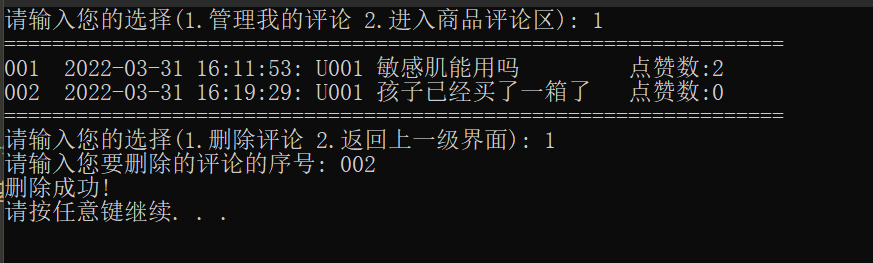 请输入您的选择(1.管理我的评论 2.进入商品评论区): 1
=================================================================
001  2022-03-31 16:11:53: U001 敏感肌能用吗         点赞数:2
002  2022-03-31 16:19:29: U001 孩子已经买了一箱了   点赞数:0
=================================================================
请输入您的选择(1.删除评论 2.返回上一级界面): 1
请输入您要删除的评论的序号: 002
删除成功!
请按任意键继续. . .